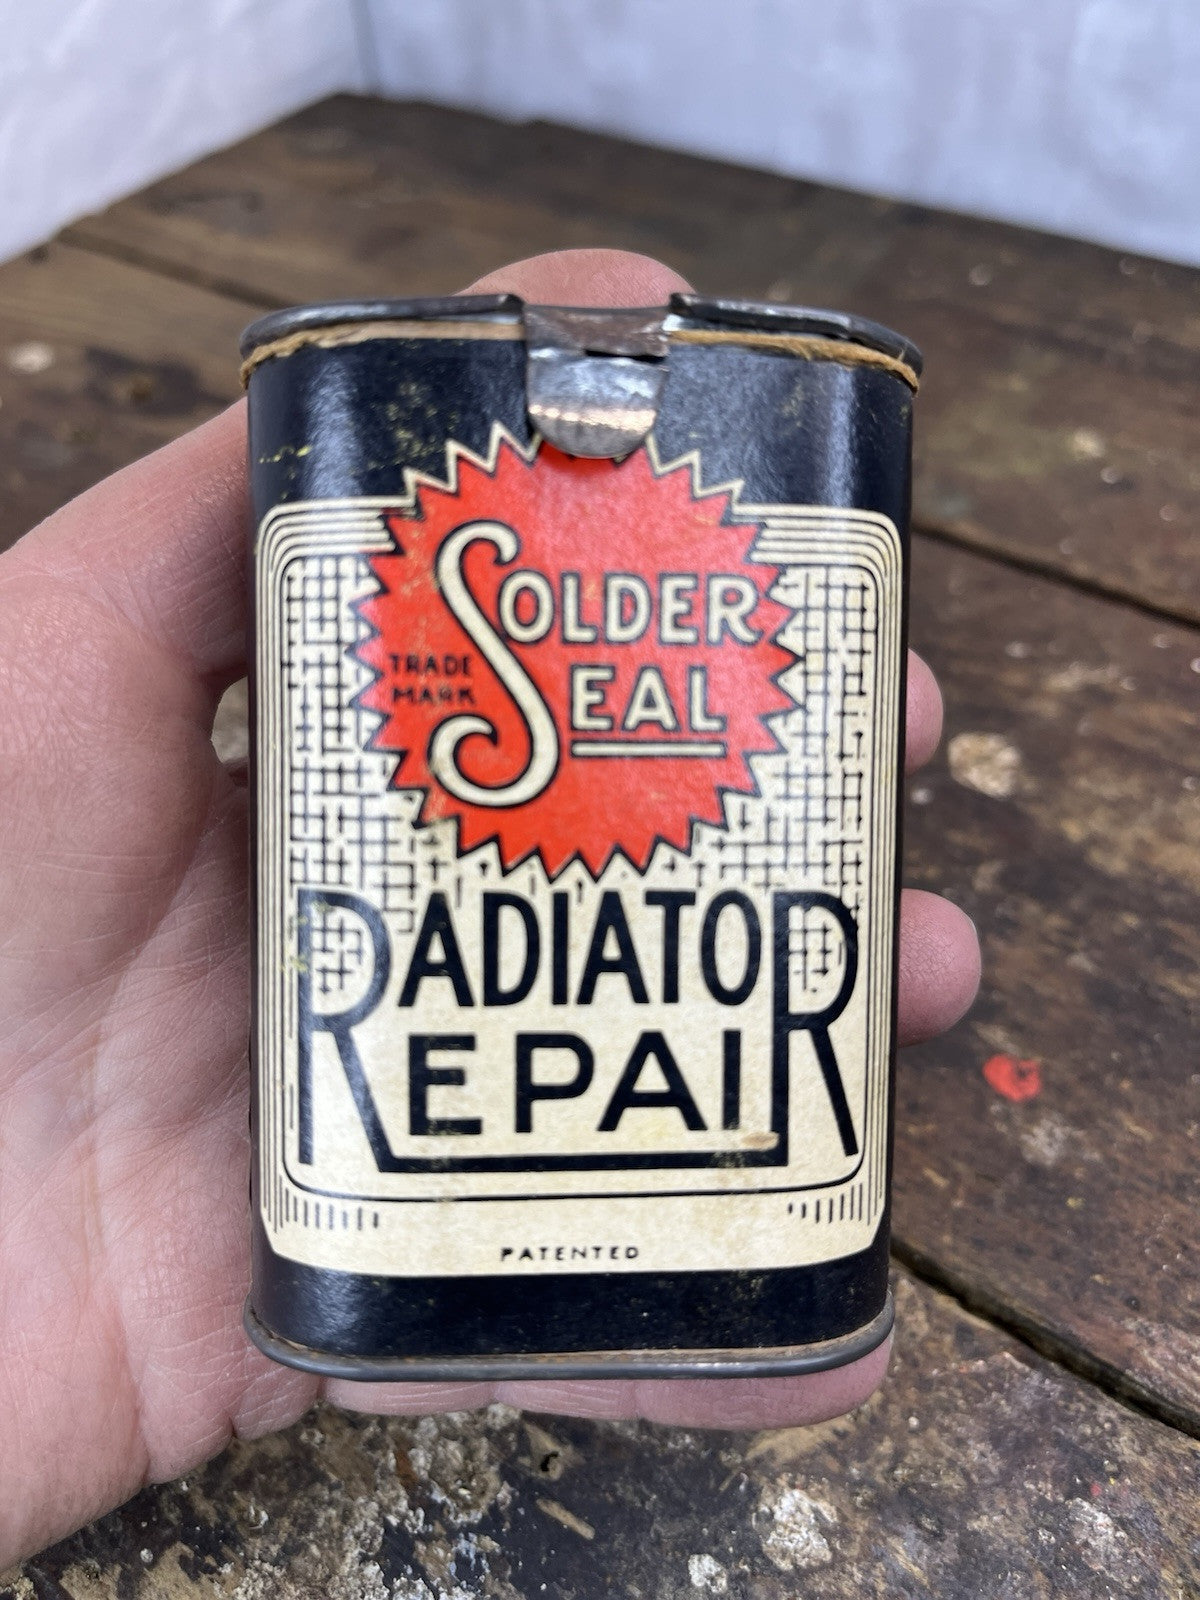 SOLDER
SEAL
TRADE
MARK
RADIATOR
REPAIR
PATENTED